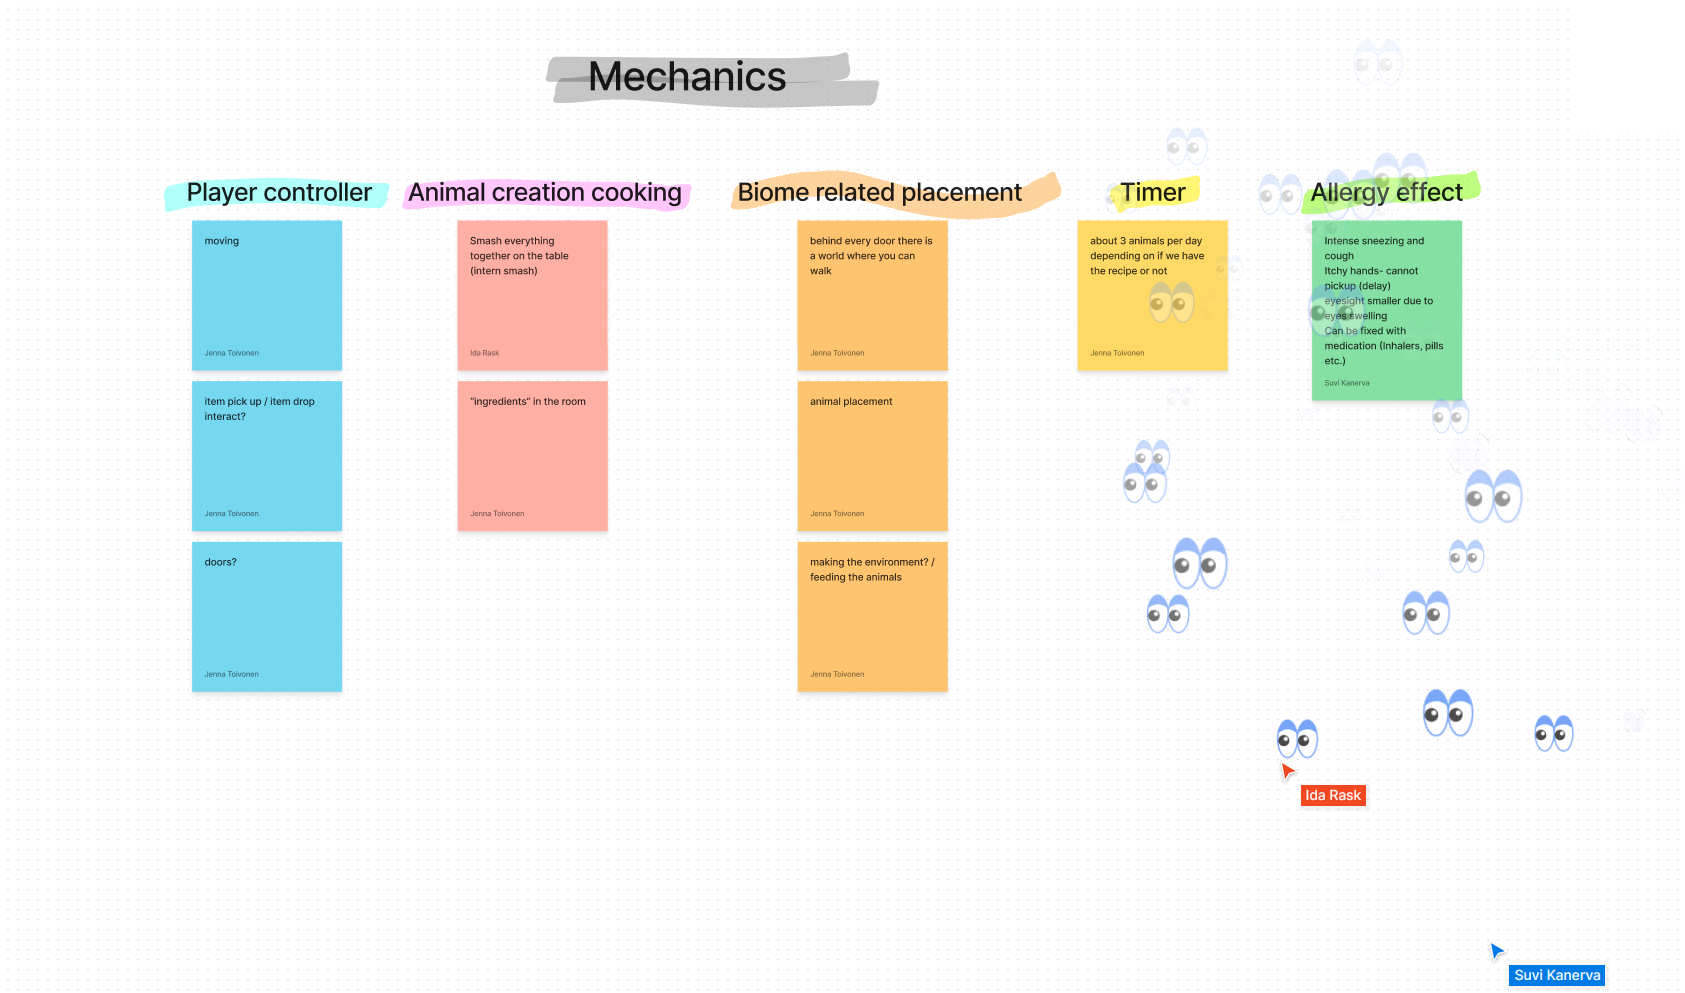 Mechanics
Player controller
moving
Jenna Toivonen
item pick up / item drop
interact?
Jenna Toivonen
doors?
Jenna Toivonen
Animal creation cooking
Smash everything
together on the table
(intern smash)
Ida Rask
"ingredients" in the room
Jenna Toivonen
Biome related placement
behind every door there is
a world where you can
walk
Jenna Toivonen
animal placement
Jenna Toivonen
making the environment? /
feeding the animals
Jenna Toivonen
Timer
about 3 animals per day
depending on if we have
the recipe or not
Jenna Toivonen
Allergy effect
Intense sneezing and
cough
Itchy hands- cannot
pickup (delay)
eyesight smaller due to
eyes swelling
Can be fixed with
medication (Inhalers, pills
etc.)
Suvi Kanerva
Ida Rask
Suvi Kanerva